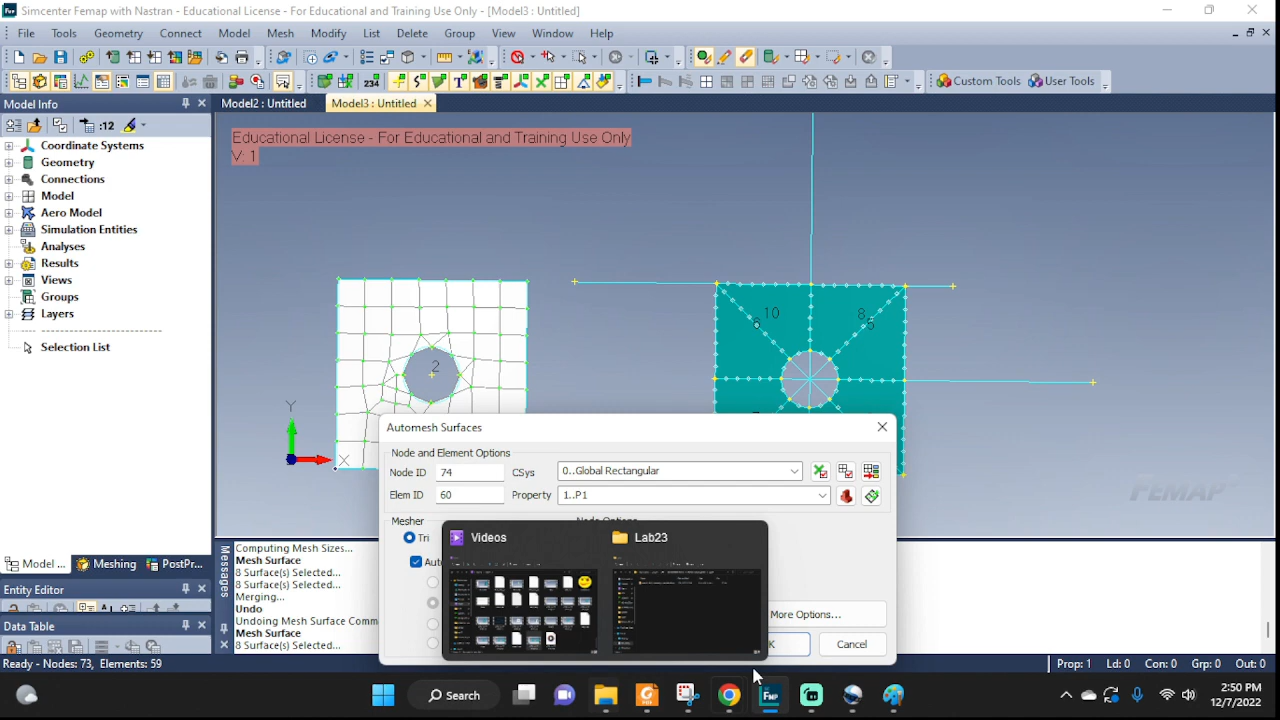 Simcenter Femap with Nastran - Educational License - For Educational and Training Use Only - [Model3 : Untitled]
File Tools Geometry Connect Model Mesh Modify List Delete Group View Window Help
234 Custom Tools User Tools
Model Info
Model2 : Untitled Model3 : Untitled
:12
Coordinate Systems
Geometry
Connections
Model
Aero Model
Simulation Entities
Analyses
Results
Views
Groups
Layers
Selection List
Educational License - For Educational and Training Use Only
V: 1
Y
X
2
10
8
5
Automesh Surfaces
Node and Element Options
Node ID 74 CSys 0..Global Rectangular
Elem ID 60 Property 1..P1
Mesher
Tri
Videos Lab23
More Options...
Cancel
FEMAP
Model ... Meshing PostPr...
Entity Editor
Data Table
Messages
Computing Mesh Sizes...
Mesh Surface
8 Surface(s) Selected...
8 Surface(s) Selected...
Merging...
Undo
Undoing Mesh Surface Comm
Mesh Surface
8 Surface(s) Selected...
Ready - Nodes: 73, Elements: 59
Prop: 1 Ld: 0 Con: 0 Grp: 0 Out: 0
Search
2:50 PM
12/7/2022